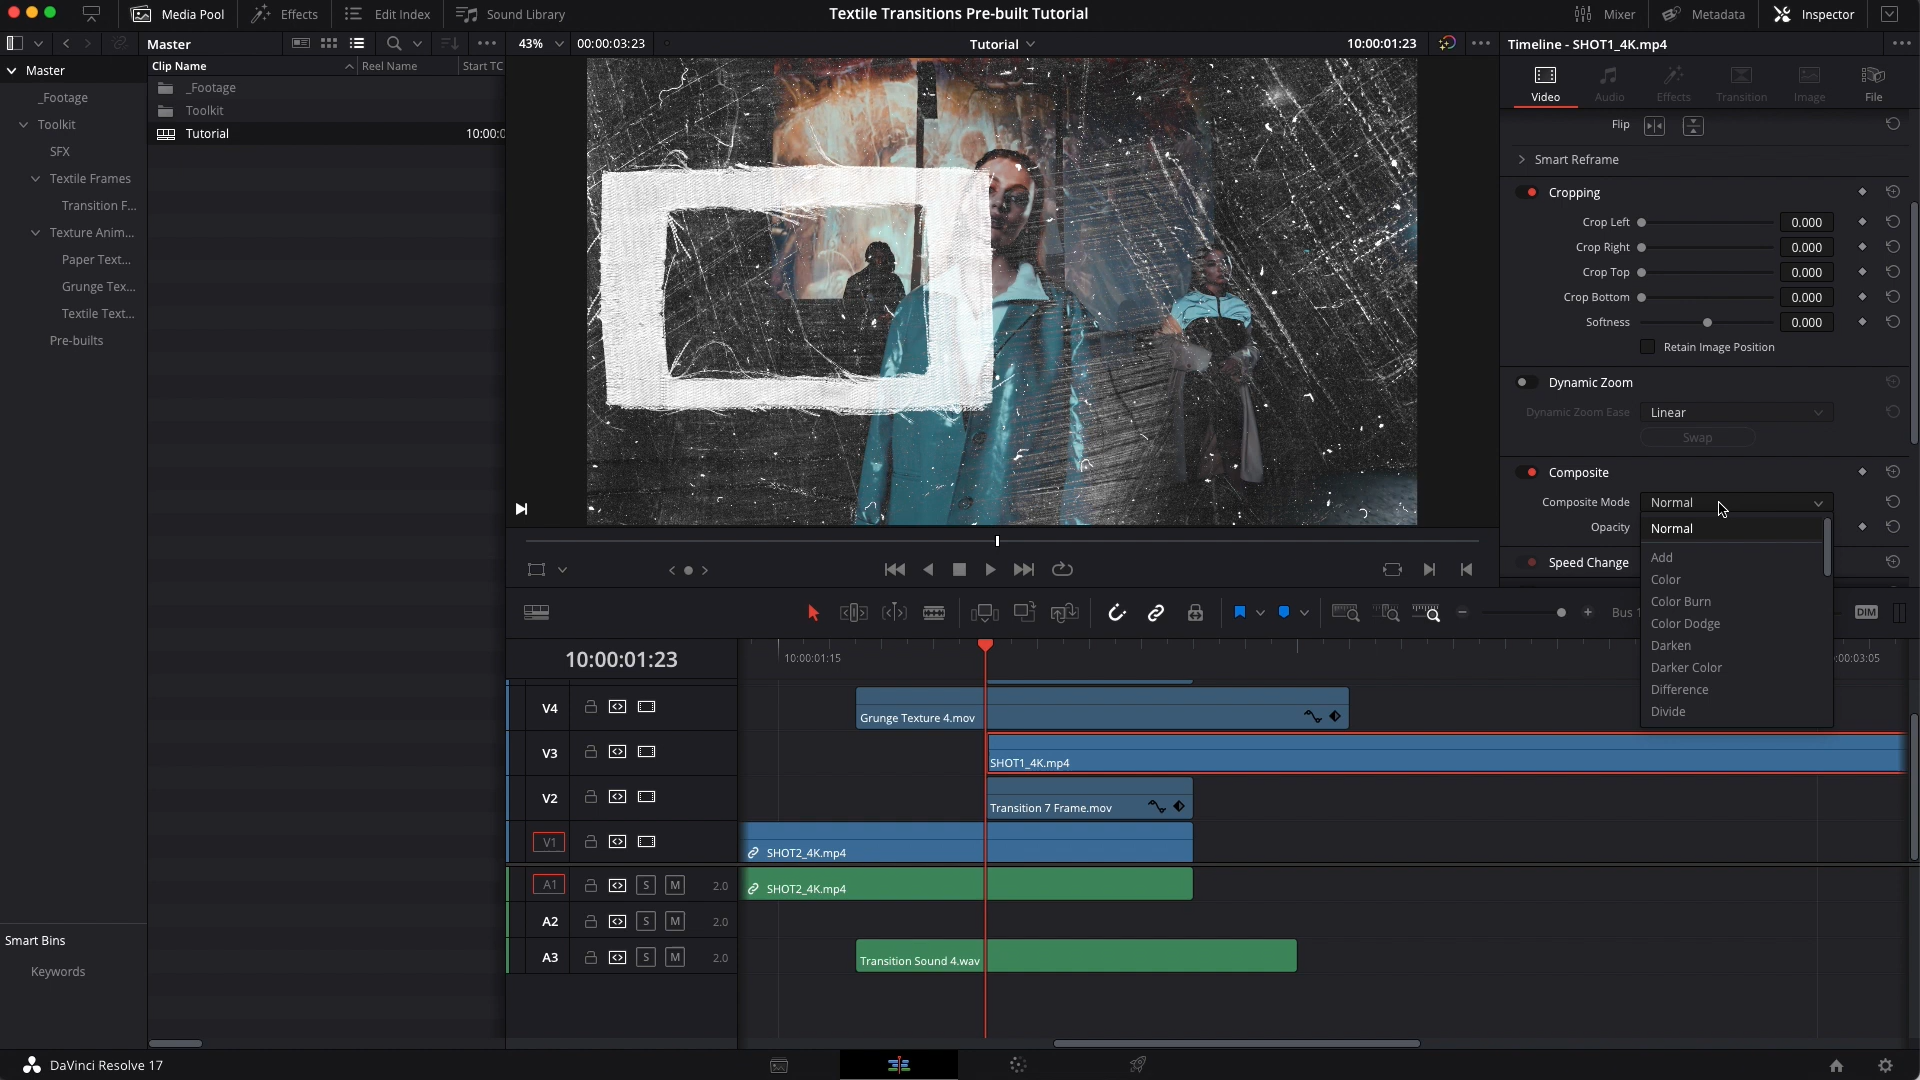 Media Pool
Effects
Edit Index
Sound Library
Textile Transitions Pre-built Tutorial
Mixer
Metadata
Inspector
Master
43%
00:00:03:23
Tutorial
10:00:01:23
Timeline - SHOT1_4K.mp4
Master
Clip Name
Reel Name
Start TC
_Footage
Toolkit
SFX
Textile Frames
Transition F...
Texture Anim...
Paper Text...
Grunge Tex...
Textile Text...
Pre-builts
_Footage
Toolkit
Tutorial
10:00:0
Video
Audio
Effects
Transition
Image
File
Flip
Smart Reframe
Cropping
Crop Left
0.000
Crop Right
0.000
Crop Top
0.000
Crop Bottom
0.000
Softness
0.000
Retain Image Position
Dynamic Zoom
Dynamic Zoom Ease
Linear
Swap
Composite
Composite Mode
Normal
Opacity
Speed Change
Normal
Add
Color
Color Burn
Color Dodge
Darken
Darker Color
Difference
Divide
Bus 1
DIM
10:00:01:23
10:00:01:15
:00:03:05
V4
Grunge Texture 4.mov
V3
SHOT1_4K.mp4
V2
Transition 7 Frame.mov
V1
SHOT2_4K.mp4
A1
S
M
2.0
SHOT2_4K.mp4
A2
S
M
2.0
A3
S
M
2.0
Transition Sound 4.wav
Smart Bins
Keywords
DaVinci Resolve 17